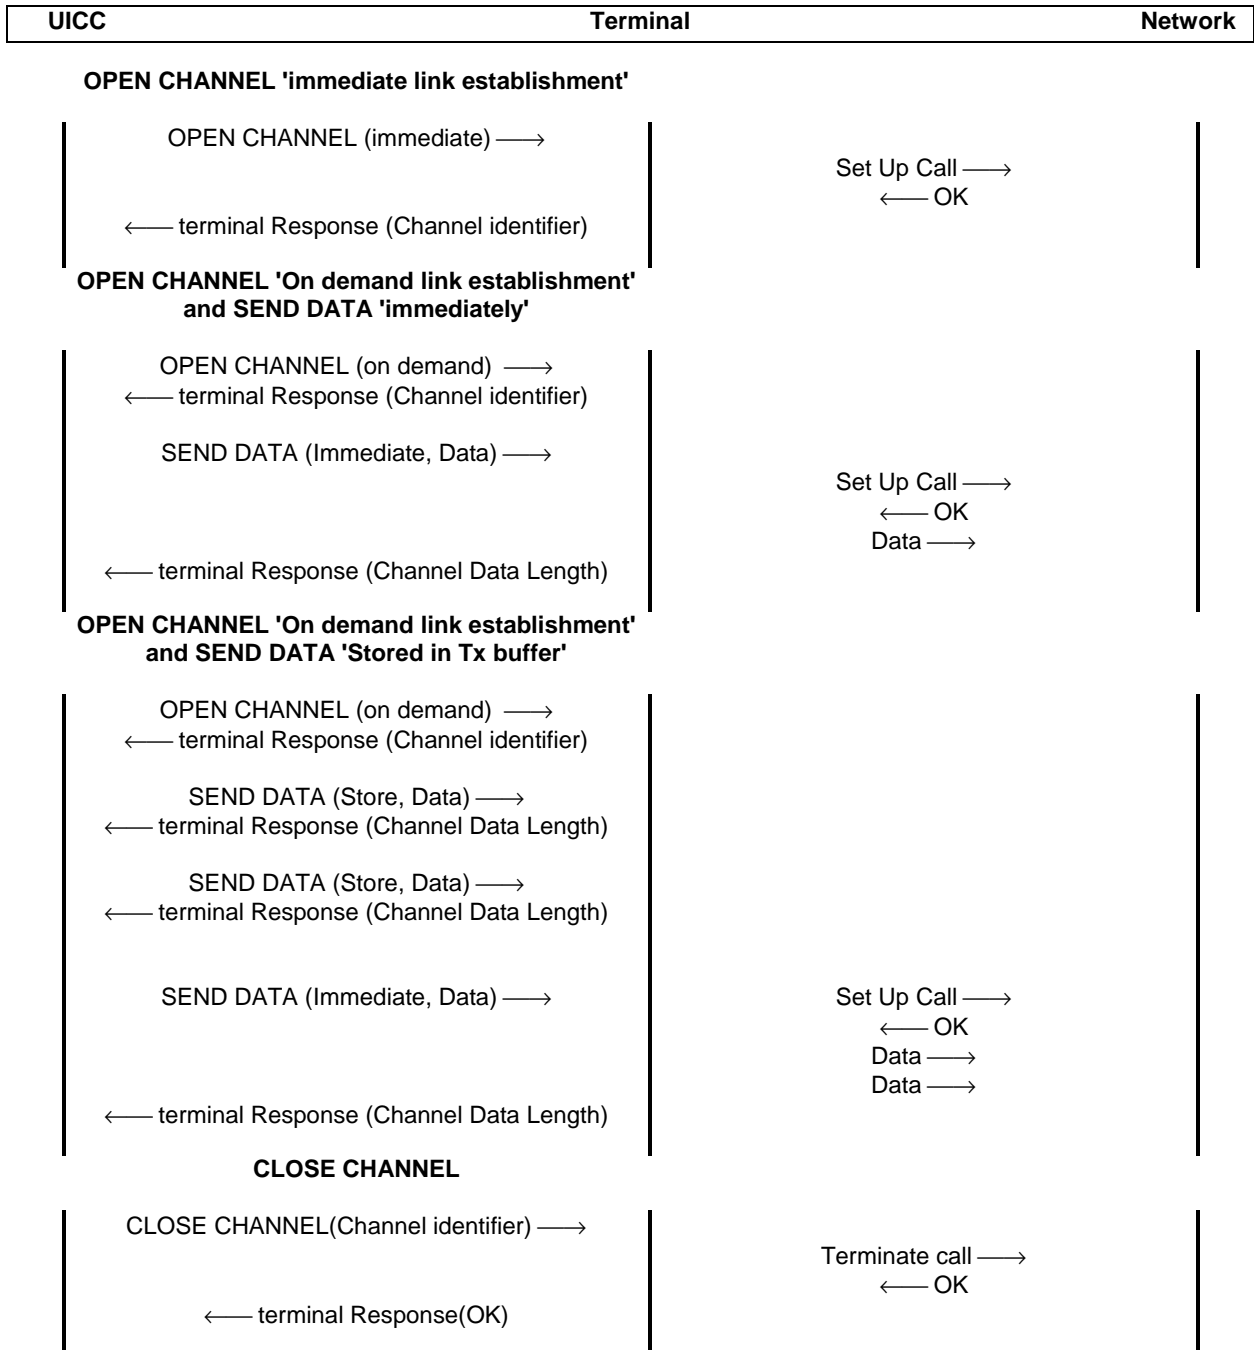 UICC Terminal Network
OPEN CHANNEL 'immediate link establishment'
OPEN CHANNEL (immediate) ⟶
Set Up Call ⟶
⟵ OK
⟵ terminal Response (Channel identifier)
OPEN CHANNEL 'On demand link establishment'
and SEND DATA 'immediately'
OPEN CHANNEL (on demand) ⟶
⟵ terminal Response (Channel identifier)
SEND DATA (Immediate, Data) ⟶
Set Up Call ⟶
⟵ OK
Data ⟶
⟵ terminal Response (Channel Data Length)
OPEN CHANNEL 'On demand link establishment'
and SEND DATA 'Stored in Tx buffer'
OPEN CHANNEL (on demand) ⟶
⟵ terminal Response (Channel identifier)
SEND DATA (Store, Data) ⟶
⟵ terminal Response (Channel Data Length)
SEND DATA (Store, Data) ⟶
⟵ terminal Response (Channel Data Length)
SEND DATA (Immediate, Data) ⟶ Set Up Call ⟶
⟵ OK
Data ⟶
Data ⟶
⟵ terminal Response (Channel Data Length)
CLOSE CHANNEL
CLOSE CHANNEL(Channel identifier) ⟶
Terminate call ⟶
⟵ OK
⟵ terminal Response(OK)